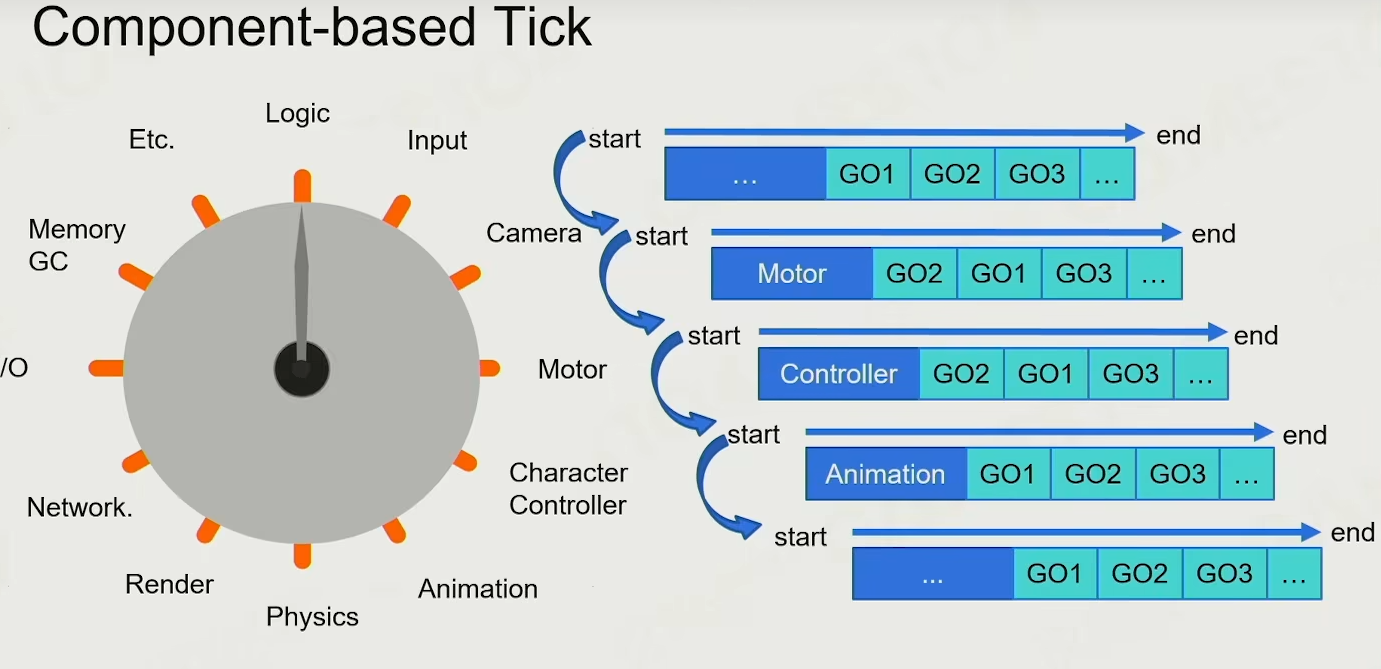 Component-based Tick
Logic
Etc.
Input
Memory
GC
Camera
/O
Motor
Network.
Character
Controller
Render
Animation
Physics
start
end
... GO1 GO2 GO3 ...
start
end
Motor GO2 GO1 GO3 ...
start
end
Controller GO2 GO1 GO3 ...
start
end
Animation GO1 GO2 GO3 ...
start
end
... GO1 GO2 GO3 ...